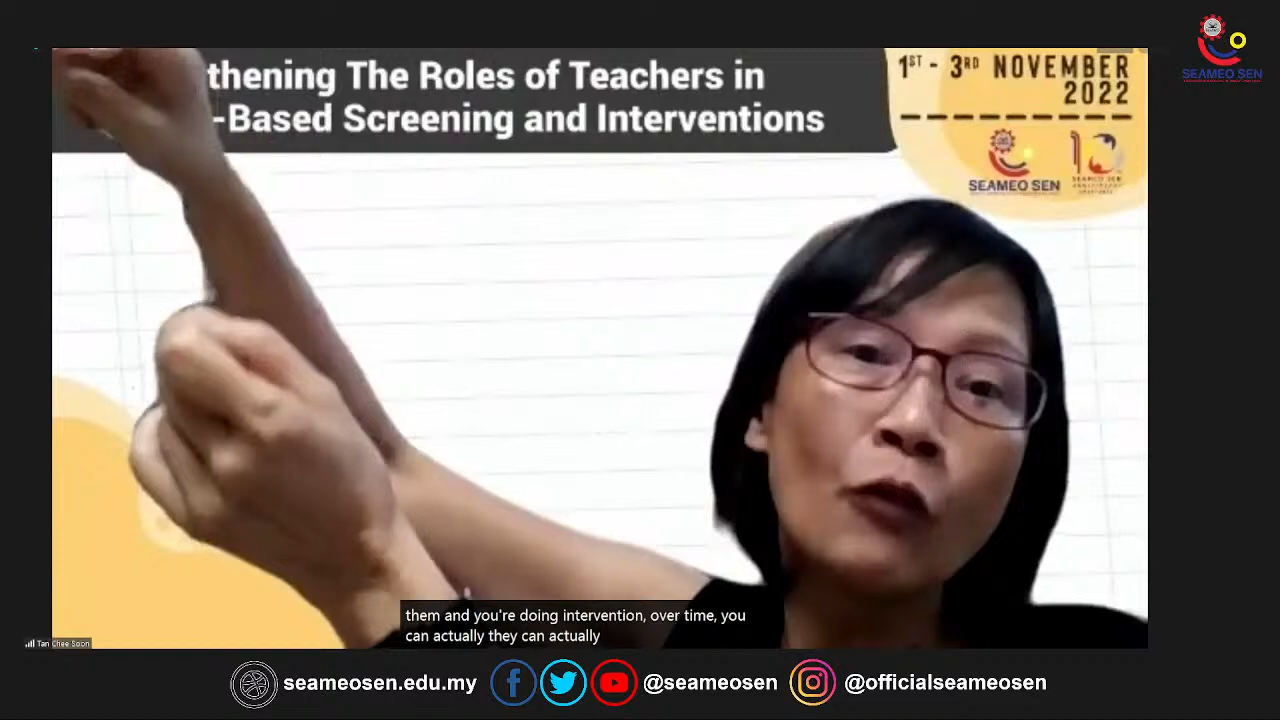 SEAMEO SEN
thening The Roles of Teachers in
-Based Screening and Interventions
1ST - 3RD NOVEMBER
2022
SEAMEO SEN
SEAMEO SEN
them and you're doing intervention, over time, you
can actually they can actually
Tan Chee Soon
seameosen.edu.my
@seameosen
@officialseameosen